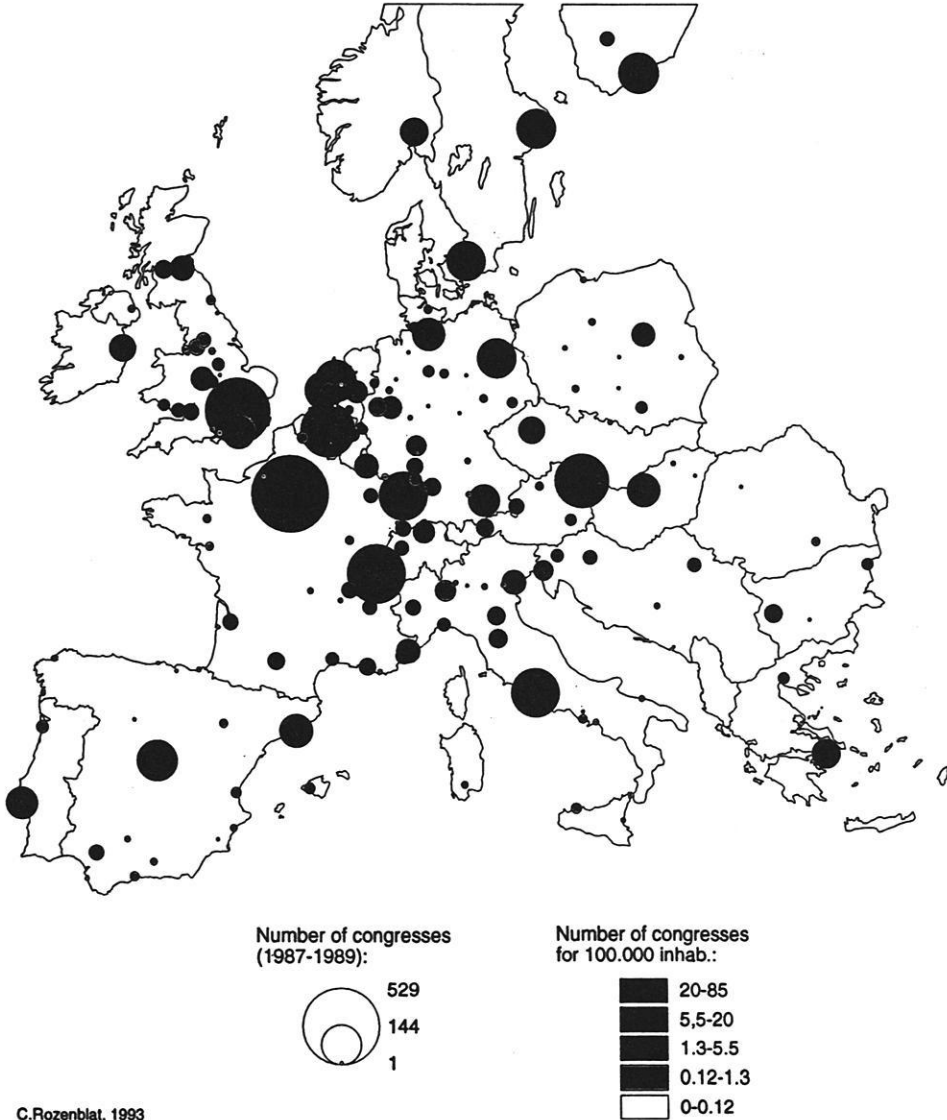 Number of congresses
(1987-1989):
529
144
1
Number of congresses
for 100.000 inhab.:
20-85
5,5-20
1.3-5.5
0.12-1.3
0-0.12
C.Rozenblat, 1993